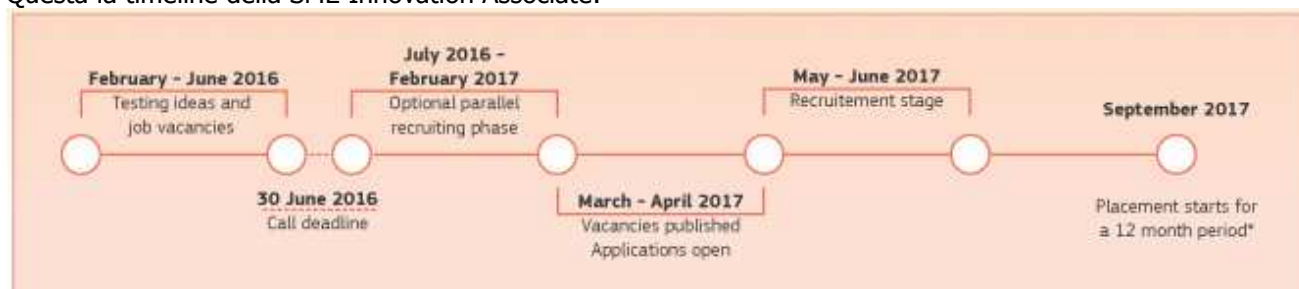 Questa la timeline della SME Innovation Associate.
February - June 2016
Testing ideas and
job vacancies
30 June 2016
Call deadline
July 2016 -
February 2017
Optional parallel
recruiting phase
March - April 2017
Vacancies published
Applications open
May - June 2017
Recruitement stage
September 2017
Placement starts for
a 12 month period*